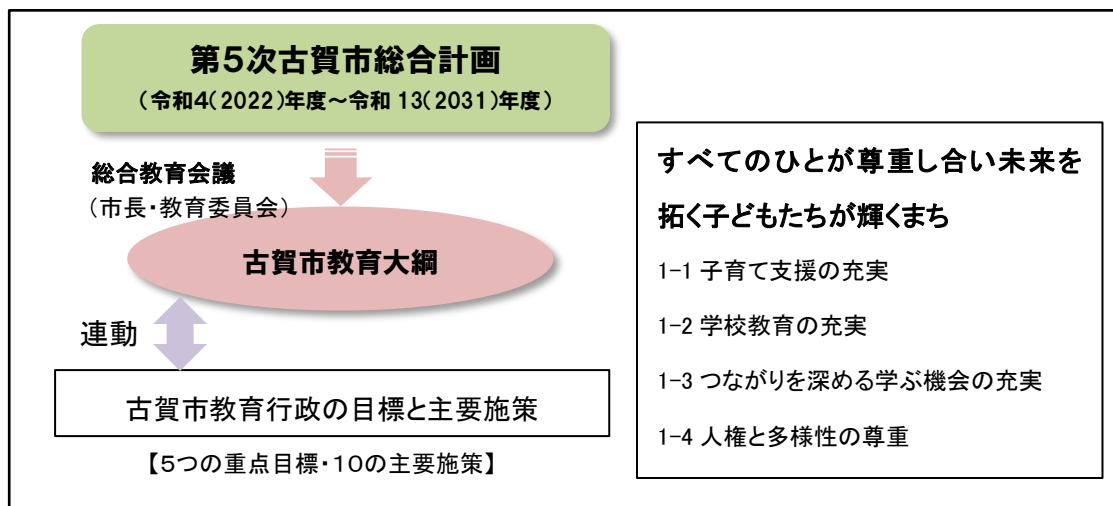 第5次古賀市総合計画
(令和4(2022)年度~令和 13(2031)年度)
総合教育会議
(市長・教育委員会)
古賀市教育大綱
連動
古賀市教育行政の目標と主要施策
【5つの重点目標・10の主要施策】
すべてのひとが尊重し合い未来を
拓く子どもたちが輝くまち
1-1 子育て支援の充実
1-2 学校教育の充実
1-3 つながりを深める学ぶ機会の充実
1-4 人権と多様性の尊重